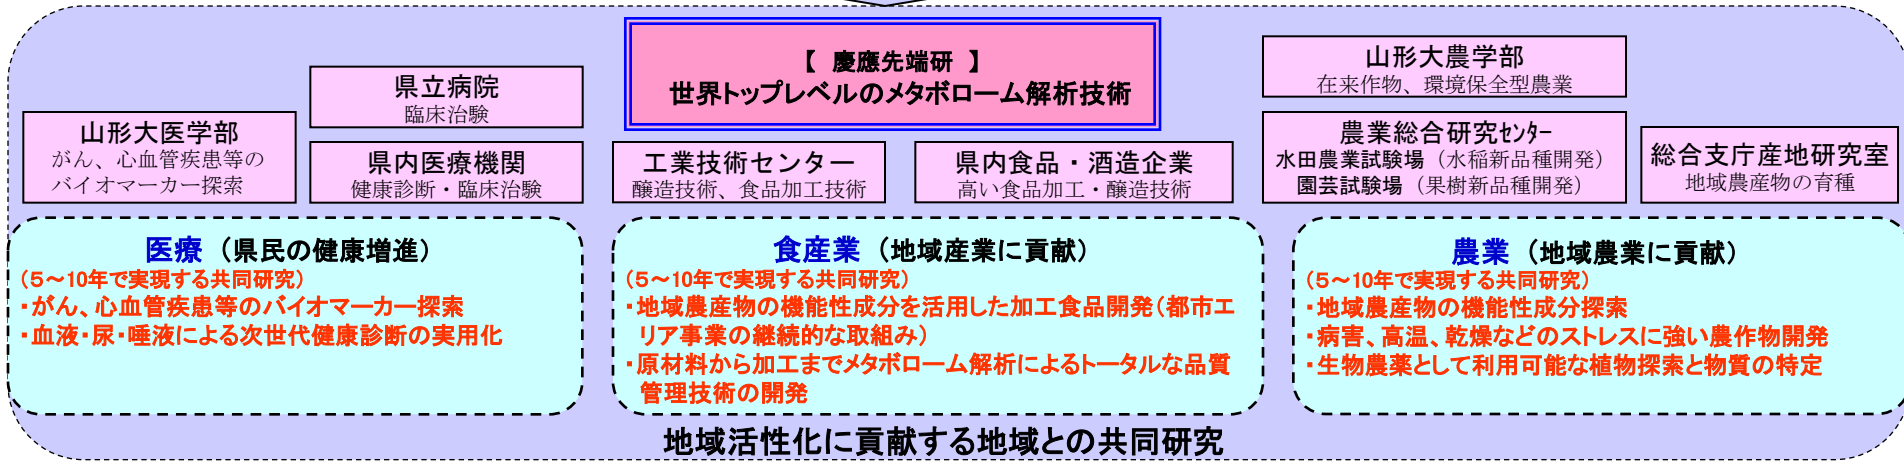 【 慶應先端研 】
世界トップレベルのメタボローム解析技術
県立病院
臨床治験
山形大医学部
がん、心血管疾患等の
バイオマーカー探索
県内医療機関
健康診断・臨床治験
工業技術センター
醸造技術、食品加工技術
県内食品・酒造企業
高い食品加工・醸造技術
山形大農学部
在来作物、環境保全型農業
農業総合研究ｾﾝﾀｰ
水田農業試験場（水稲新品種開発）
園芸試験場（果樹新品種開発）
総合支庁産地研究室
地域農産物の育種
医療（県民の健康増進）
（５～10年で実現する共同研究）
・がん、心血管疾患等のバイオマーカー探索
・血液・尿・唾液による次世代健康診断の実用化
食産業（地域産業に貢献）
（５～10年で実現する共同研究）
・地域農産物の機能性成分を活用した加工食品開発（都市エ
リア事業の継続的な取組み）
・原材料から加工までメタボローム解析によるトータルな品質
管理技術の開発
農業（地域農業に貢献）
（５～10年で実現する共同研究）
・地域農産物の機能性成分探索
・病害、高温、乾燥などのストレスに強い農作物開発
・生物農薬として利用可能な植物探索と物質の特定
地域活性化に貢献する地域との共同研究